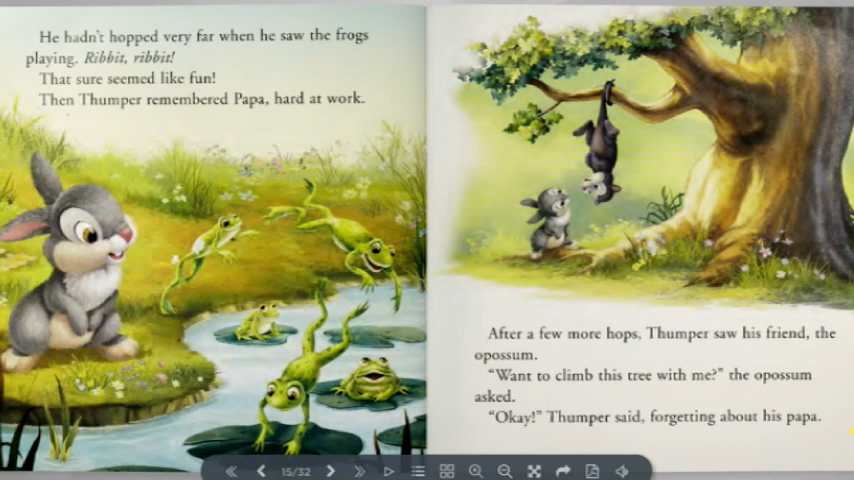 He hadn't hopped very far when he saw the frogs
playing. Ribbit, ribbit!
That sure seemed like fun!
Then Thumper remembered Papa, hard at work.
After a few more hops, Thumper saw his friend, the
opossum.
"Want to climb this tree with me?" the opossum
asked.
"Okay!" Thumper said, forgetting about his papa.
15/32